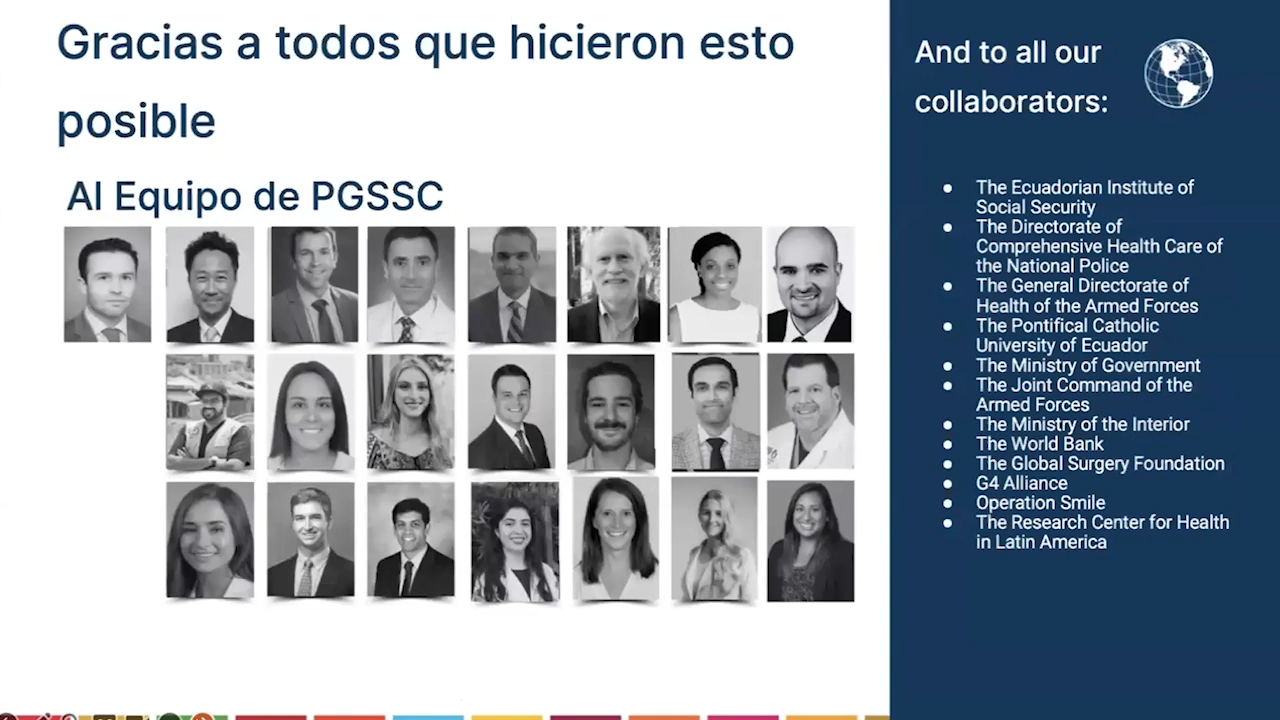 Gracias a todos que hicieron esto
posible
Al Equipo de PGSSC
And to all our
collaborators:
● The Ecuadorian Institute of
Social Security
● The Directorate of
Comprehensive Health Care of
the National Police
● The General Directorate of
Health of the Armed Forces
● The Pontifical Catholic
University of Ecuador
● The Ministry of Government
● The Joint Command of the
Armed Forces
● The Ministry of the Interior
● The World Bank
● The Global Surgery Foundation
● G4 Alliance
● Operation Smile
● The Research Center for Health
in Latin America